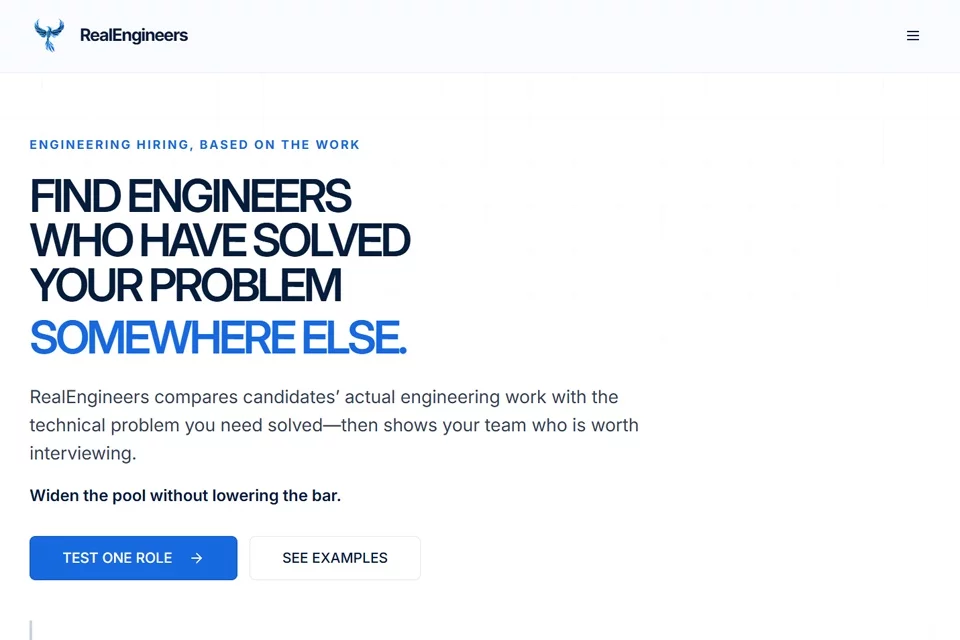 RealEngineers
ENGINEERING HIRING, BASED ON THE WORK
FIND ENGINEERS
WHO HAVE SOLVED
YOUR PROBLEM
SOMEWHERE ELSE.
RealEngineers compares candidates’ actual engineering work with the
technical problem you need solved—then shows your team who is worth
interviewing.
Widen the pool without lowering the bar.
TEST ONE ROLE →
SEE EXAMPLES